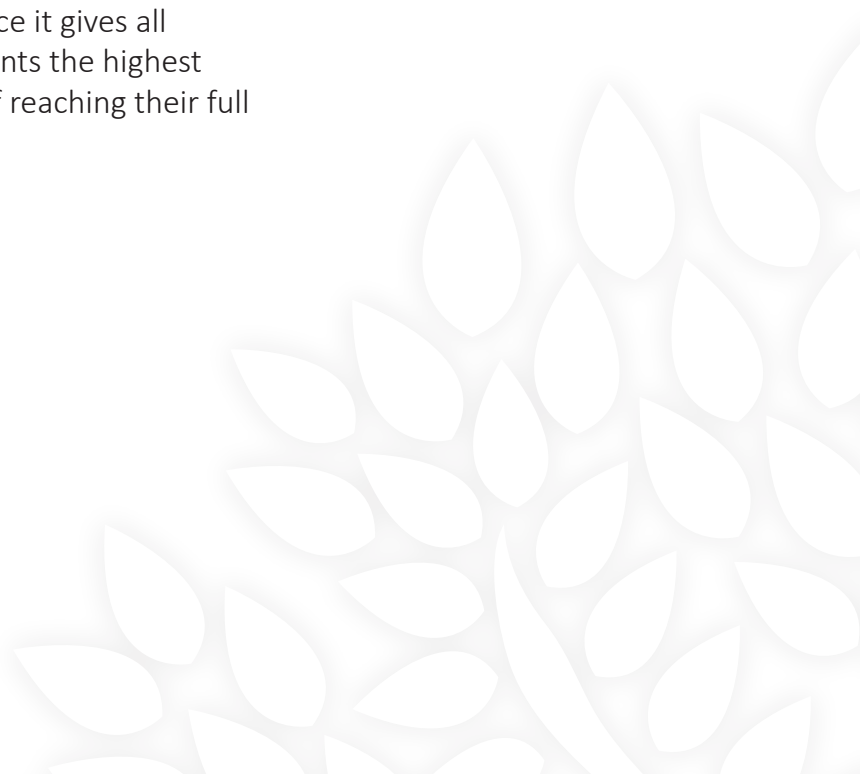 ce it gives all
nts the highest
f reaching their full